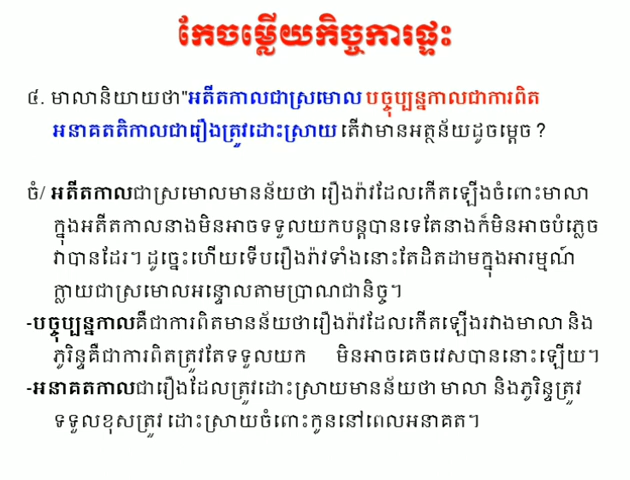 កែចម្លើយកិច្ចការផ្ទះ
៤. មាលានិយាយថា"អតីតកាលជាស្រមោល បច្ចុប្បន្នកាលជាការពិត
អនាគតតិកាលជារឿងត្រូវដោះស្រាយ តើវាមានអត្ថន័យដូចម្តេច ?
ចំ/ អតីតកាលជាស្រមោលមានន័យថា រឿងរ៉ាវដែលកើតឡើងចំពោះមាលា
ក្នុងអតីតកាលនាងមិនអាចទទួលយកបន្តបានទេតែនាងក៏មិនអាចបំភ្លេច
វាបានដែរ។ ដូច្នេះហើយទើបរឿងរ៉ាវទាំងនោះតែដិតដាមក្នុងអារម្មណ៍
ក្លាយជាស្រមោលអន្ទោលតាមប្រាណជានិច្ច។
-បច្ចុប្បន្នកាលគឺជាការពិតមានន័យថារឿងរ៉ាវដែលកើតឡើងរវាងមាលា និង
ភូរិន្ទគឺជាការពិតត្រូវតែទទួលយក មិនអាចគេចវេសបាននោះឡើយ។
-អនាគតកាលជារឿងដែលត្រូវដោះស្រាយមានន័យថា មាលា និងភូរិន្ទត្រូវ
ទទួលខុសត្រូវ ដោះស្រាយចំពោះកូននៅពេលអនាគត។